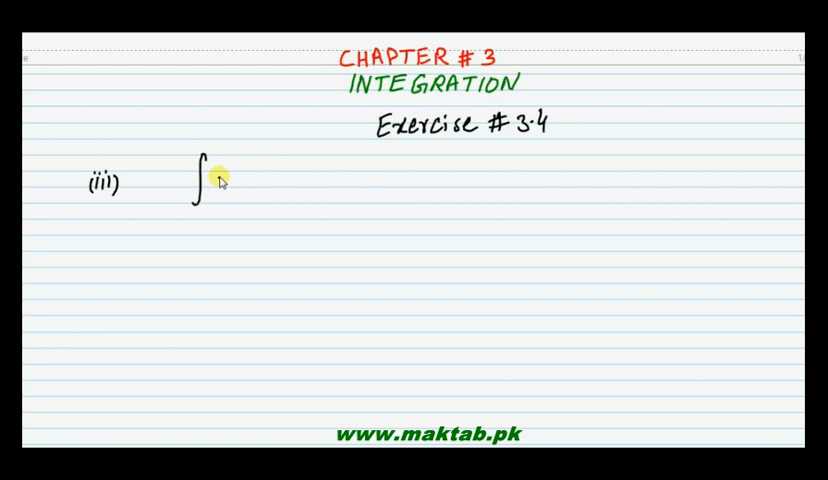 CHAPTER # 3
INTEGRATION
Exercise # 3.4
(iii) ∫
www.maktab.pk